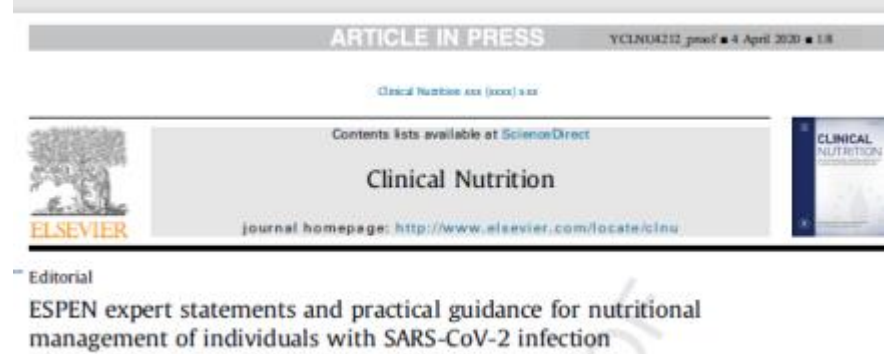 ARTICLE IN PRESS
YCLNU4212_proof ■ 4 April 2020 ■ 1/8
Clinical Nutrition xxx (xxxx) xxx
Contents lists available at ScienceDirect
Clinical Nutrition
journal homepage: http://www.elsevier.com/locate/clnu
ELSEVIER
CLINICAL
NUTRITION
Editorial
ESPEN expert statements and practical guidance for nutritional
management of individuals with SARS-CoV-2 infection